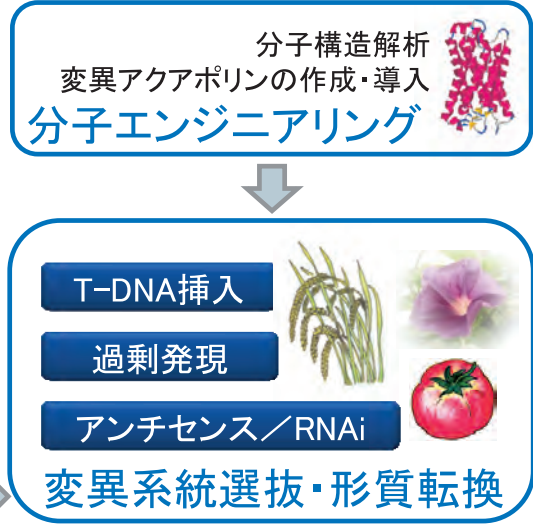 分子構造解析
変異アクアポリンの作成・導入
分子エンジニアリング
T-DNA挿入
過剰発現
アンチセンス／RNAi
変異系統選抜・形質転換